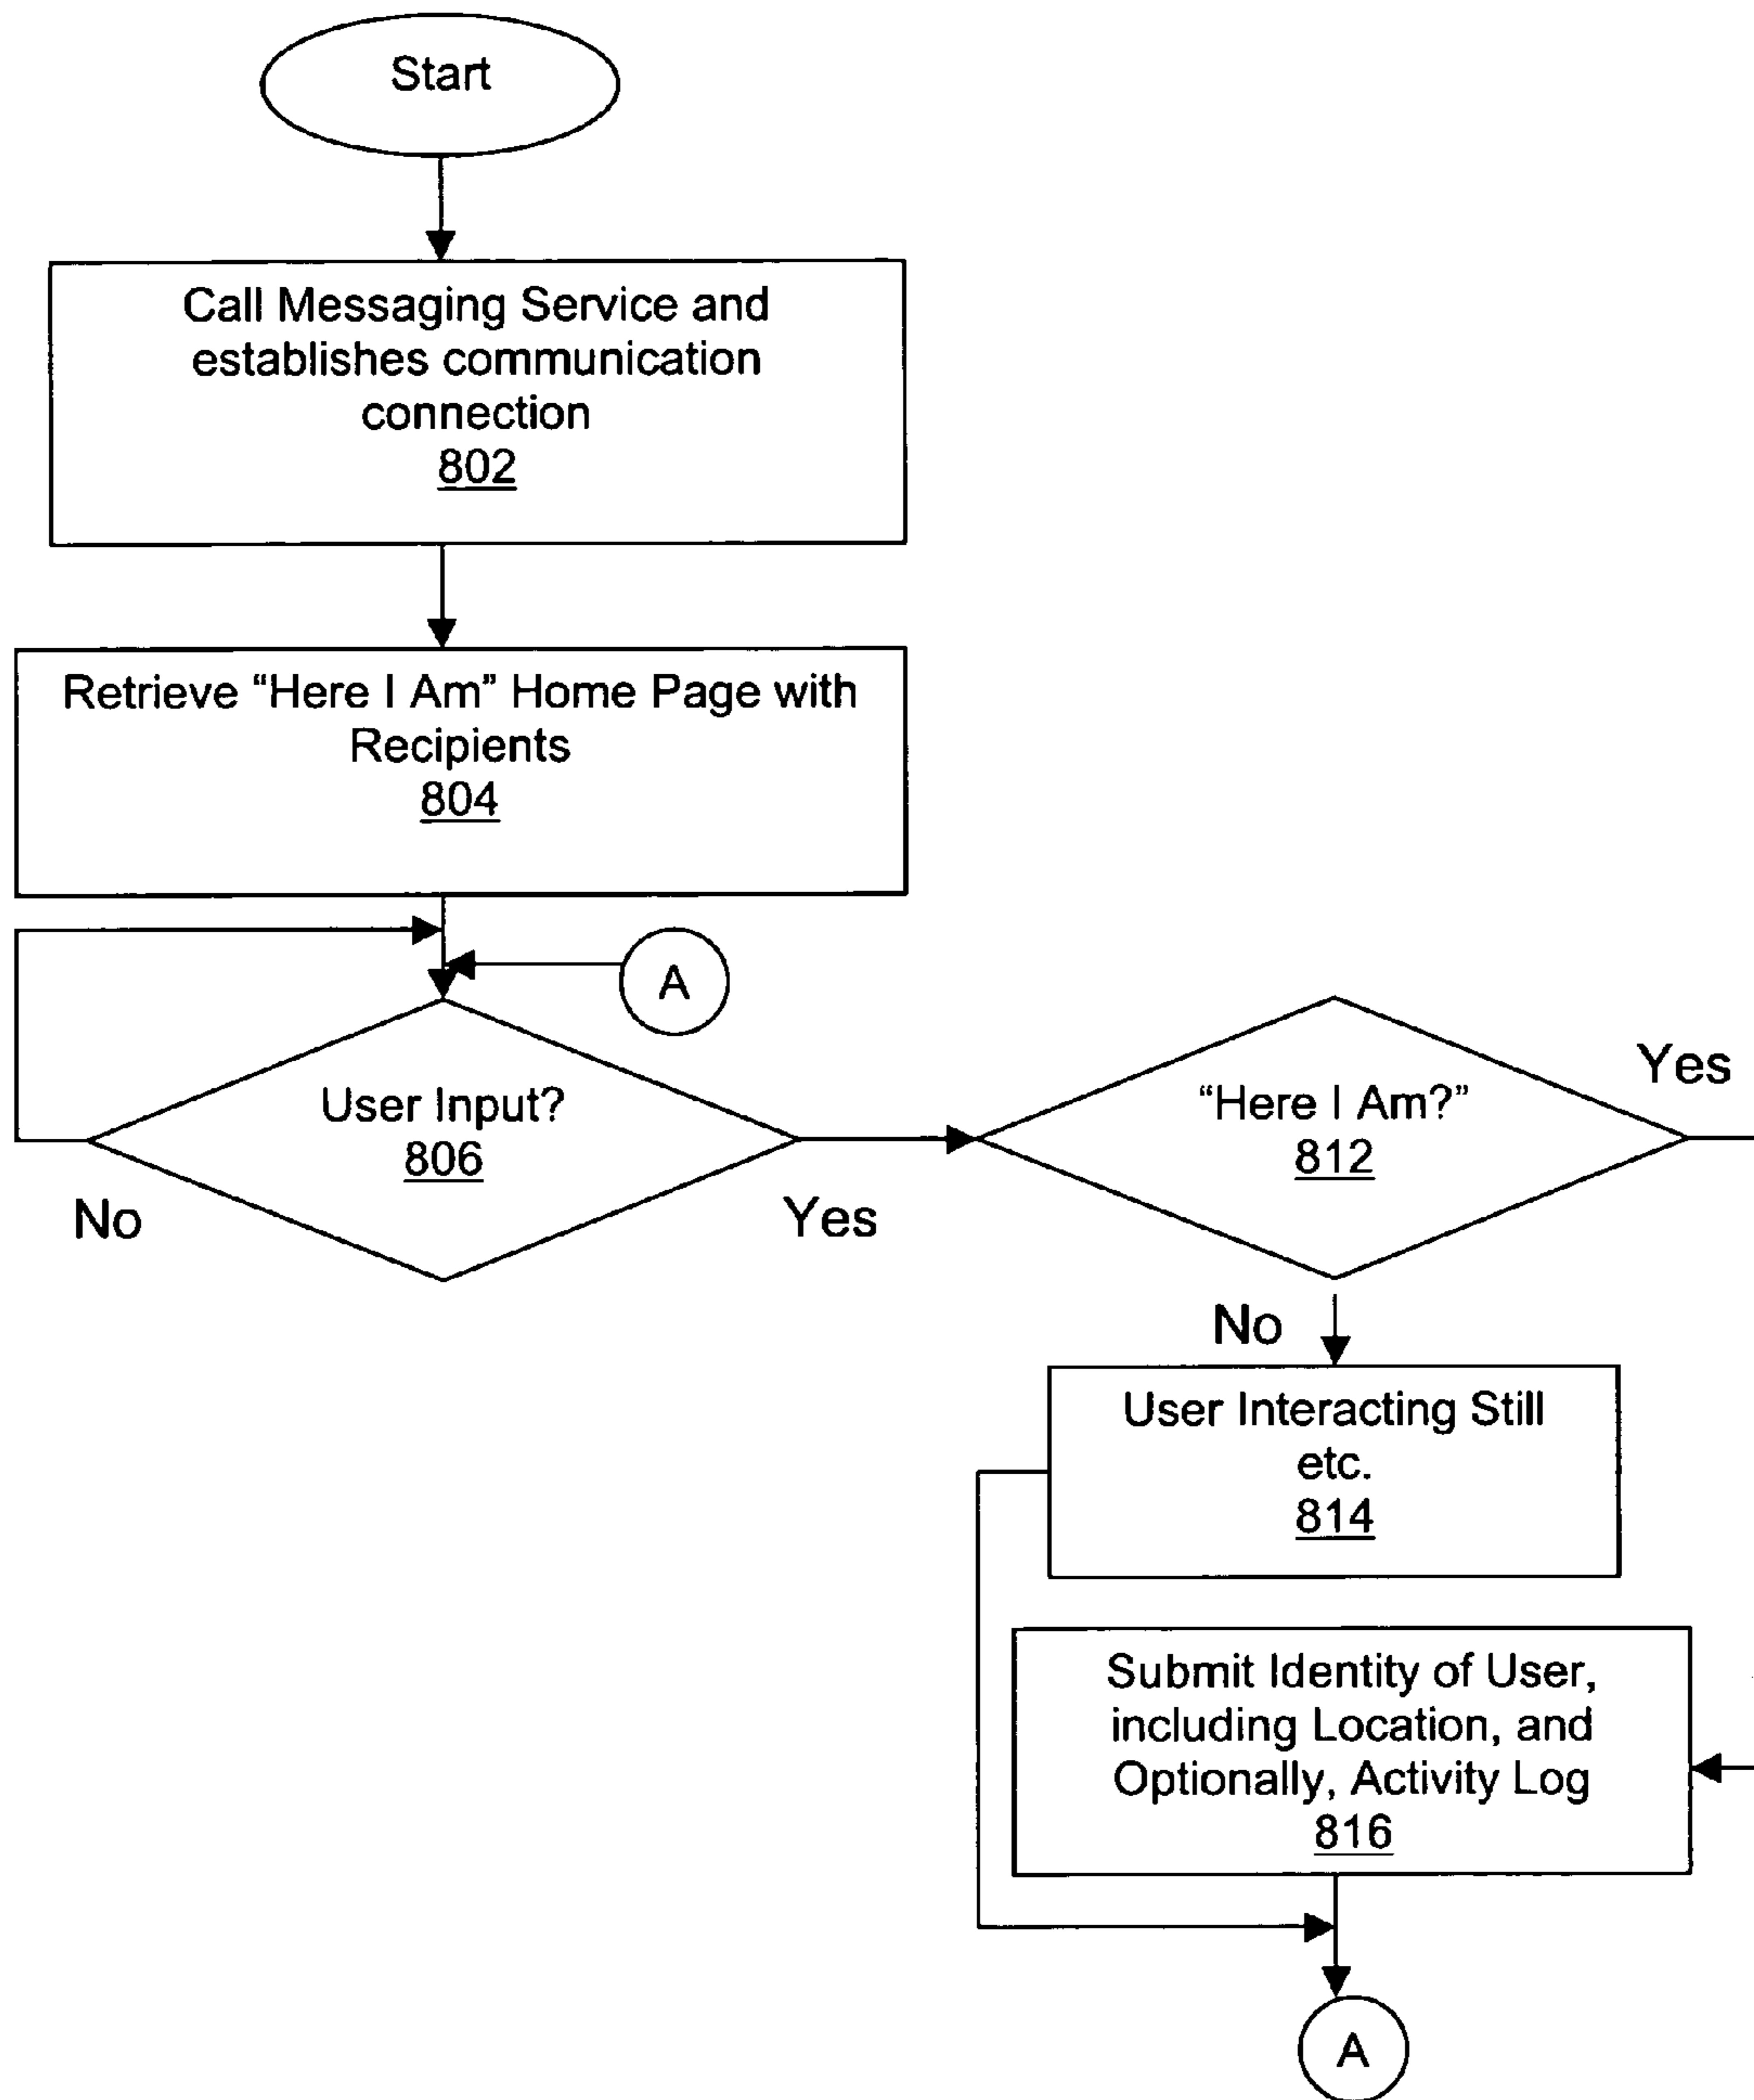 Start
Call Messaging Service and
establishes communication
connection
802
Retrieve “Here I Am” Home Page with
Recipients
804
A
User Input?
806
No
Yes
“Here I Am?”
812
Yes
No
User Interacting Still
etc.
814
Submit Identity of User,
including Location, and
Optionally, Activity Log
816
A